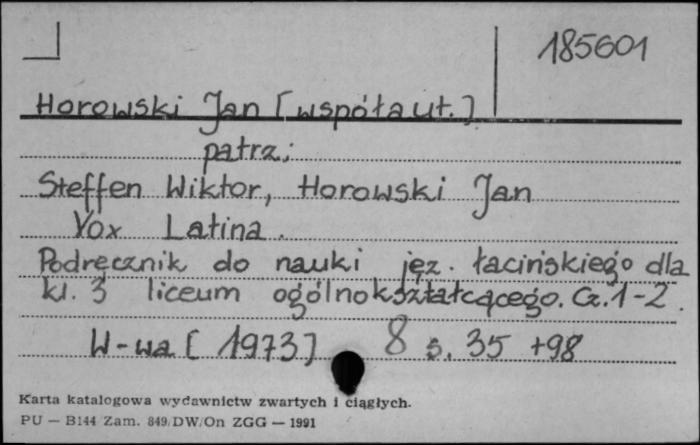 185601
Horowski Jan [współaut.]
patrz:
Steffen Wiktor, Horowski Jan
Vox Latina.
Podręcznik do nauki jęz. łacińskiego dla
kl. 3 liceum ogólnokształcącego. Cz. 1-2.
W-wa [1973] 8 s. 35 +98
Karta katalogowa wydawnictw zwartych i ciągłych.
PU — B144 Zam. 849/DW/On ZGG — 1991